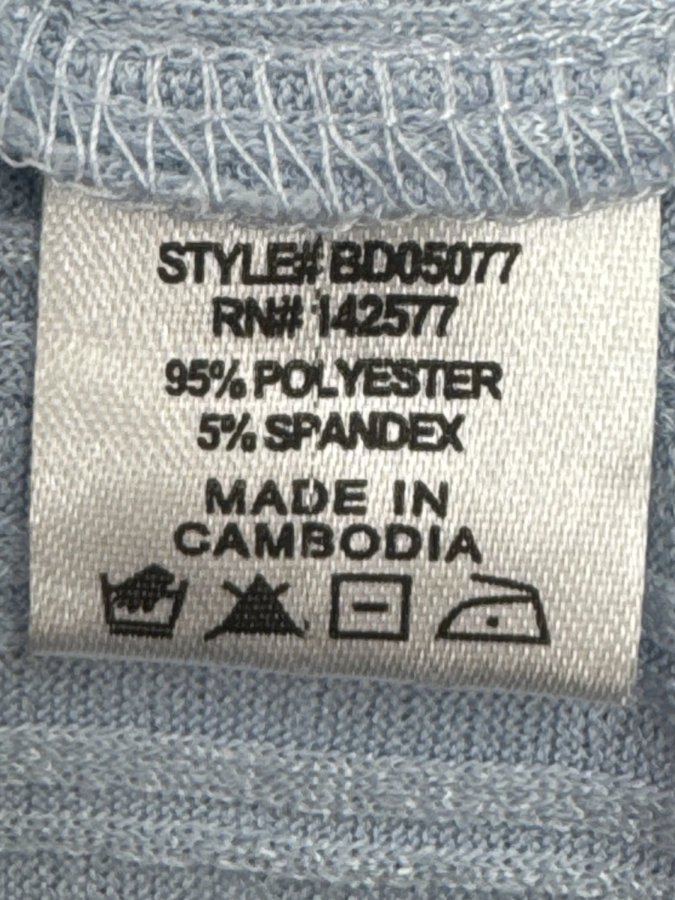 STYLE# BD05077
RN# 142577
95% POLYESTER
5% SPANDEX
MADE IN
CAMBODIA